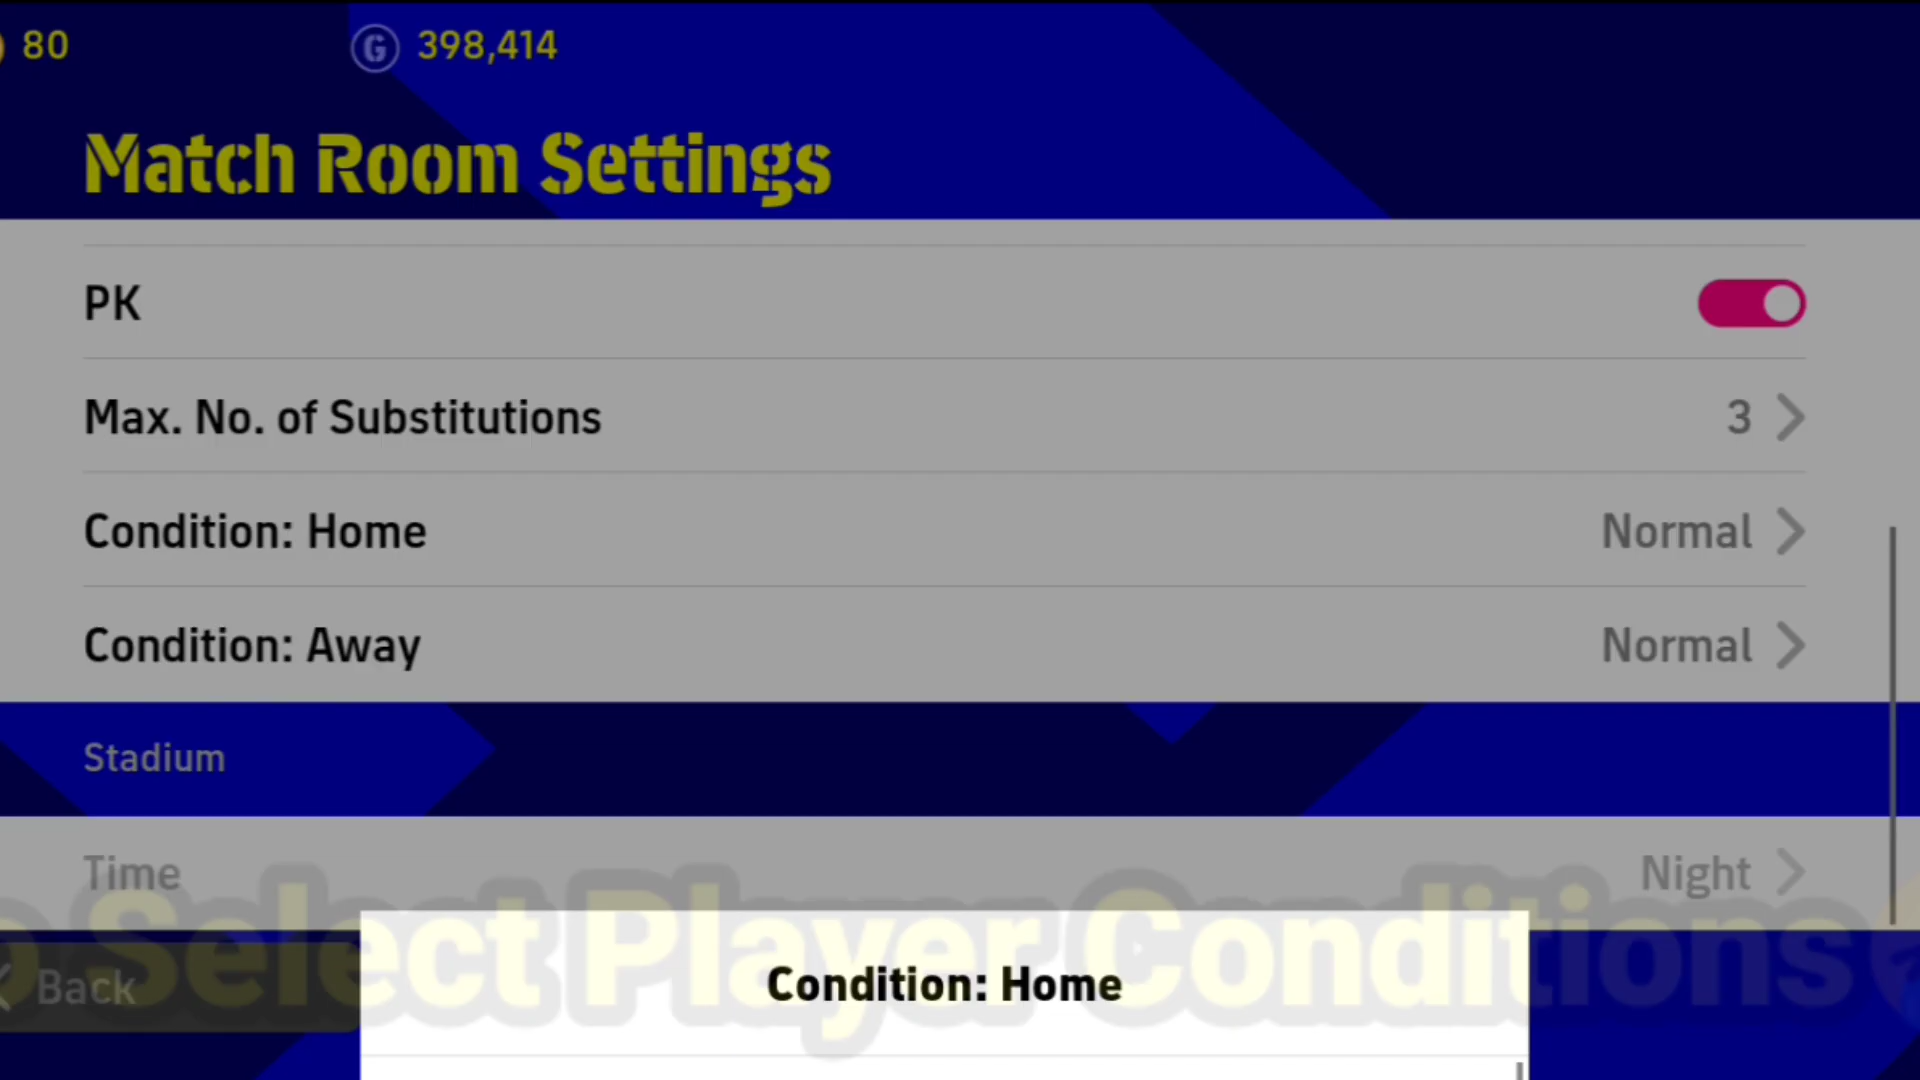 80
G 398,414
Match Room Settings
PK
Max. No. of Substitutions 3
Condition: Home Normal
Condition: Away Normal
Stadium
Time Night
Select Player Conditions
Back
Condition: Home